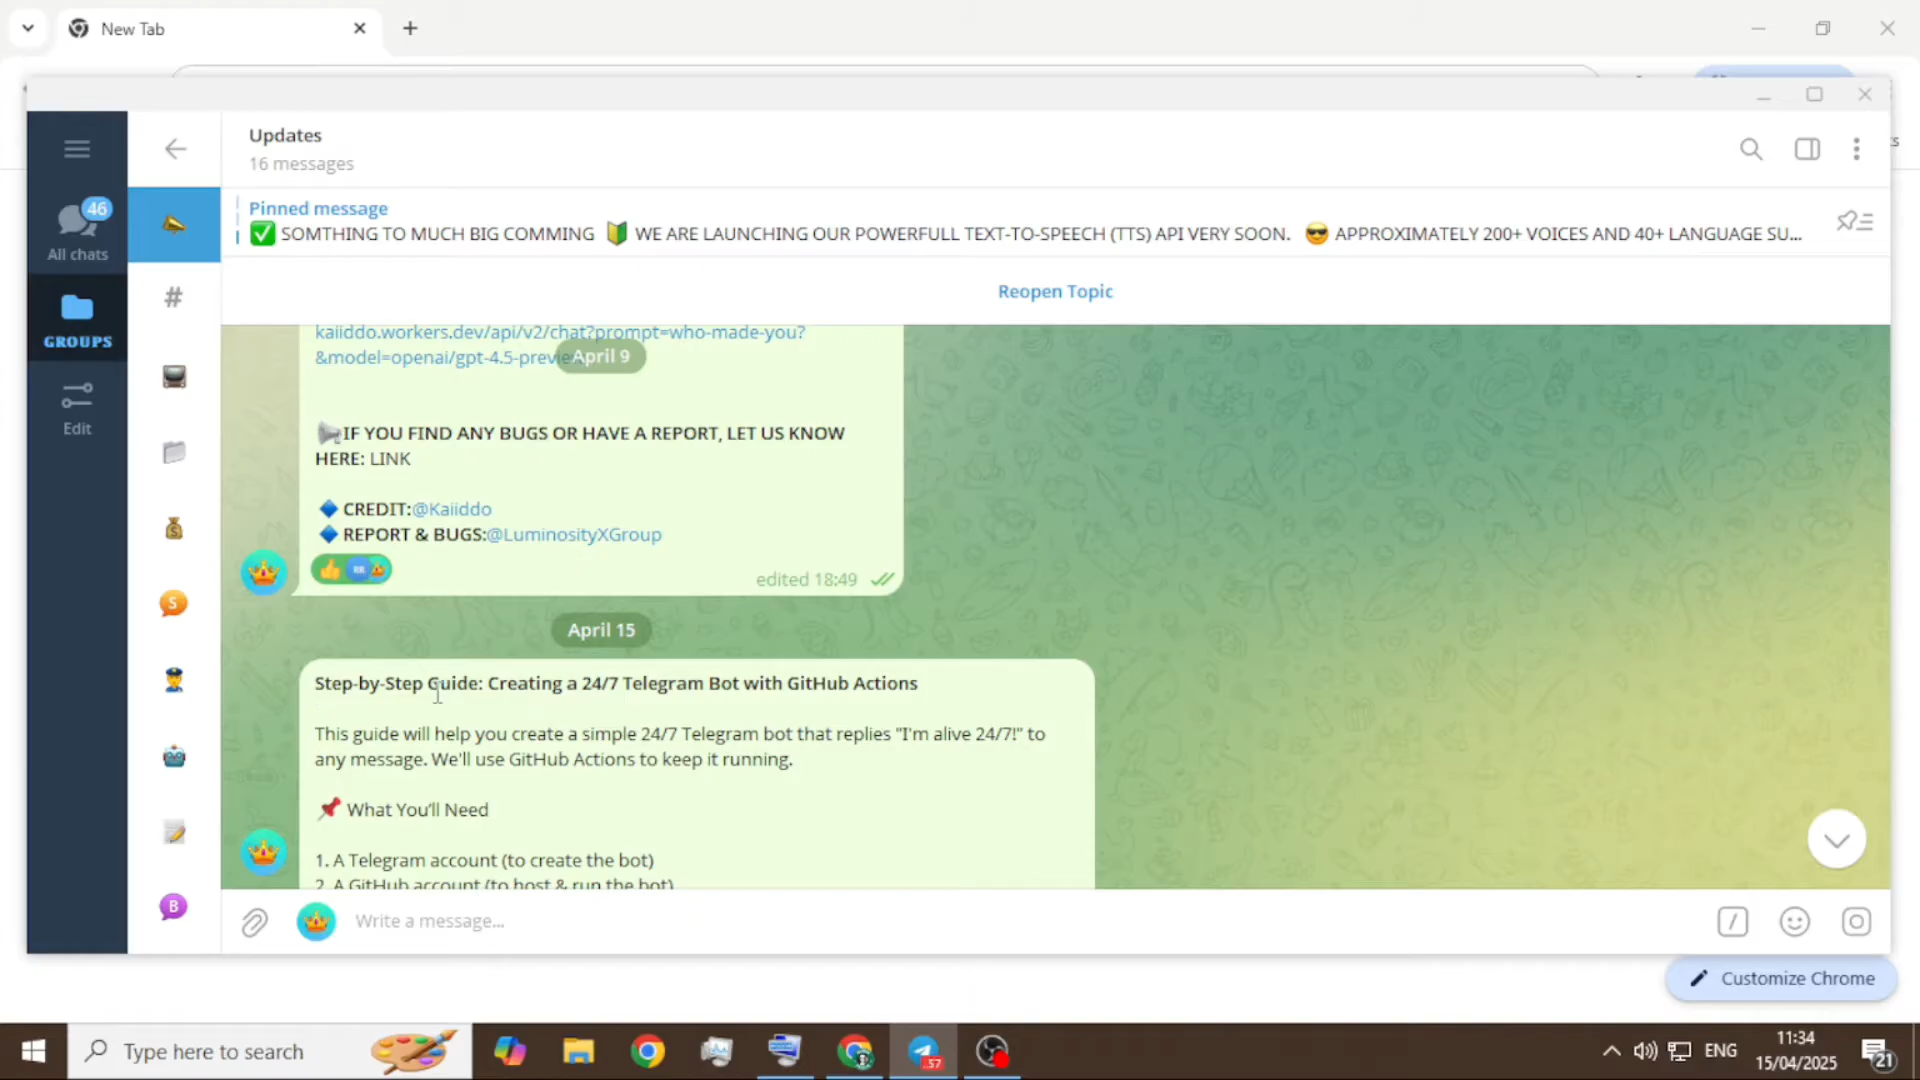 New Tab
Updates
16 messages
Pinned message
SOMTHING TO MUCH BIG COMMING WE ARE LAUNCHING OUR POWERFULL TEXT-TO-SPEECH (TTS) API VERY SOON. APPROXIMATELY 200+ VOICES AND 40+ LANGUAGE SU...
46
All chats
GROUPS
Edit
Reopen Topic
kaiiddo.workers.dev/api/v2/chat?prompt=who-made-you?
&model=openai/gpt-4.5-preview
April 9
IF YOU FIND ANY BUGS OR HAVE A REPORT, LET US KNOW
HERE: LINK
CREDIT:@Kaiiddo
REPORT & BUGS:@LuminosityXGroup
edited 18:49
April 15
Step-by-Step Guide: Creating a 24/7 Telegram Bot with GitHub Actions
This guide will help you create a simple 24/7 Telegram bot that replies "I'm alive 24/7!" to
any message. We'll use GitHub Actions to keep it running.
What You'll Need
1. A Telegram account (to create the bot)
2. A GitHub account (to host & run the bot)
S
B
Write a message...
Customize Chrome
Type here to search
57
ENG
11:34
15/04/2025
21